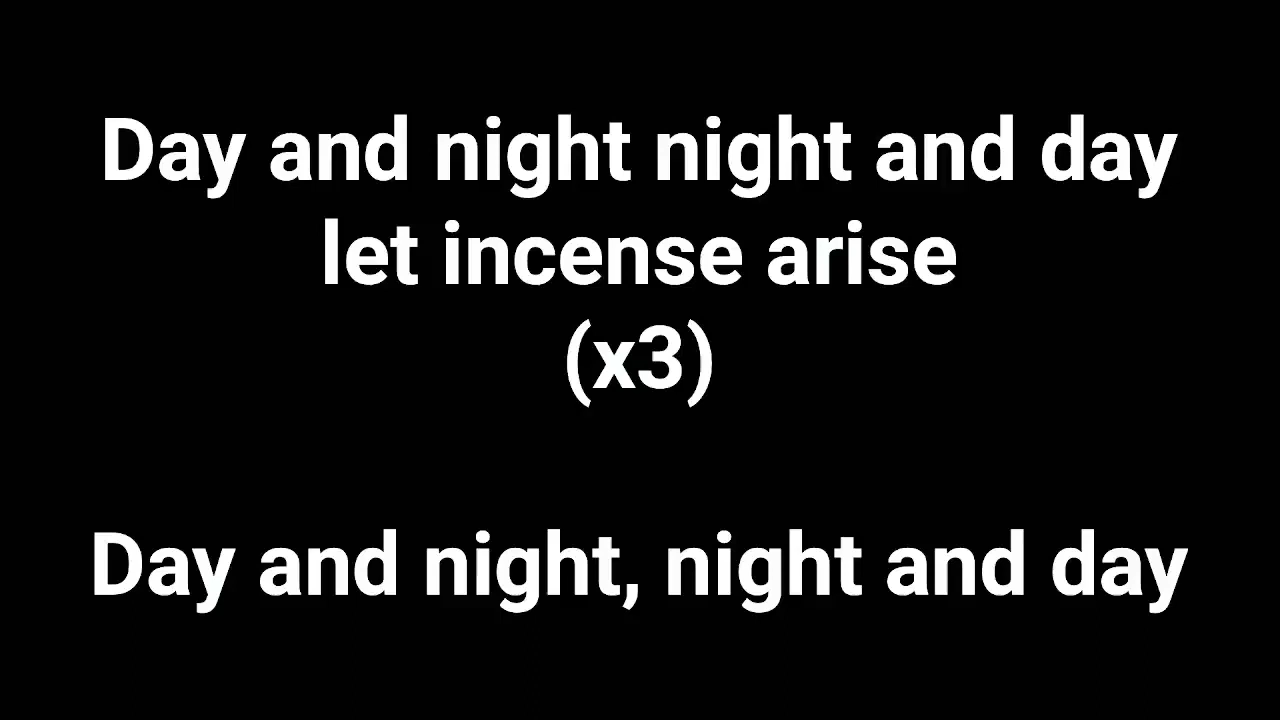 Day and night night and day
let incense arise
(x3)
Day and night, night and day